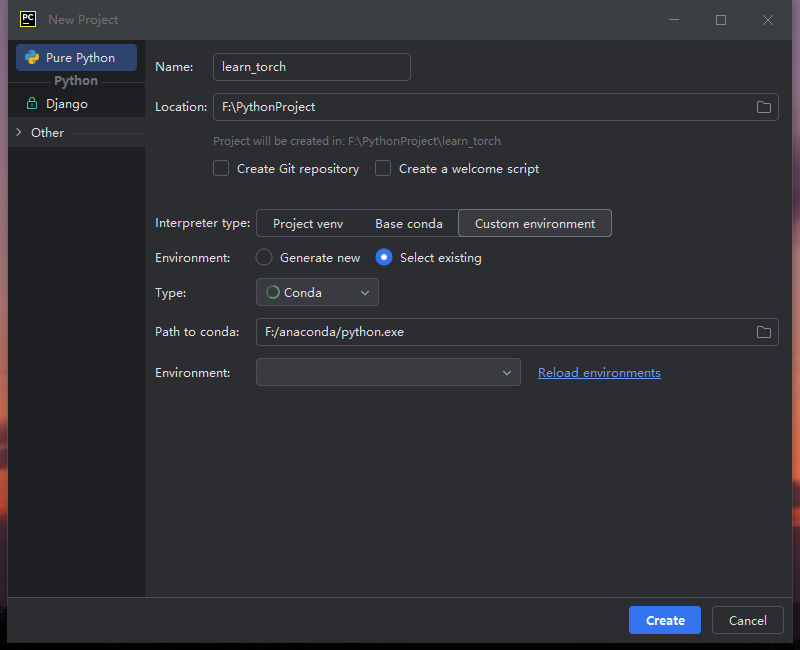 PC New Project
Pure Python
Python
Django
Other
Name: learn_torch
Location: F:\PythonProject
Project will be created in: F:\PythonProject\learn_torch
Create Git repository Create a welcome script
Interpreter type: Project venv Base conda Custom environment
Environment: Generate new Select existing
Type: Conda
Path to conda: F:/anaconda/python.exe
Environment: Reload environments
Create Cancel